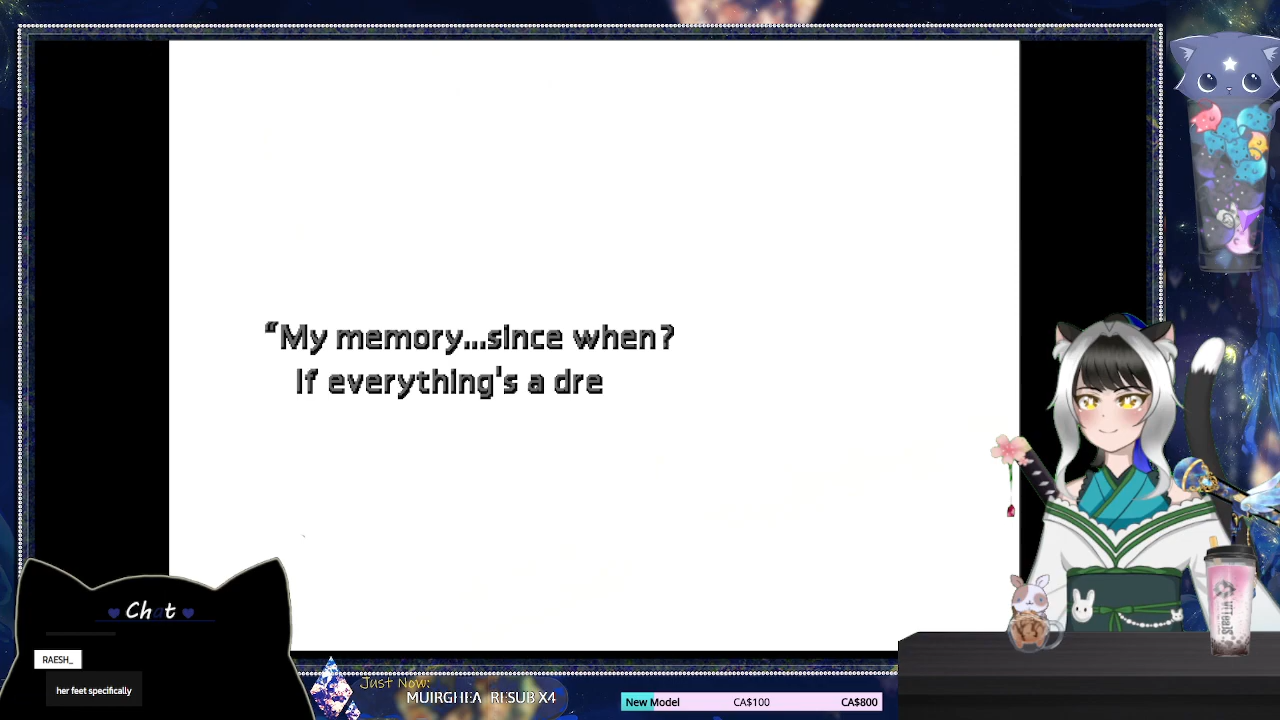 “My memory...since when?
If everything's a dre
Chat
RAESH_
her feet specifically
Just Now:
MUIRGHEA RESUB X4
New Model CA$100 CA$800